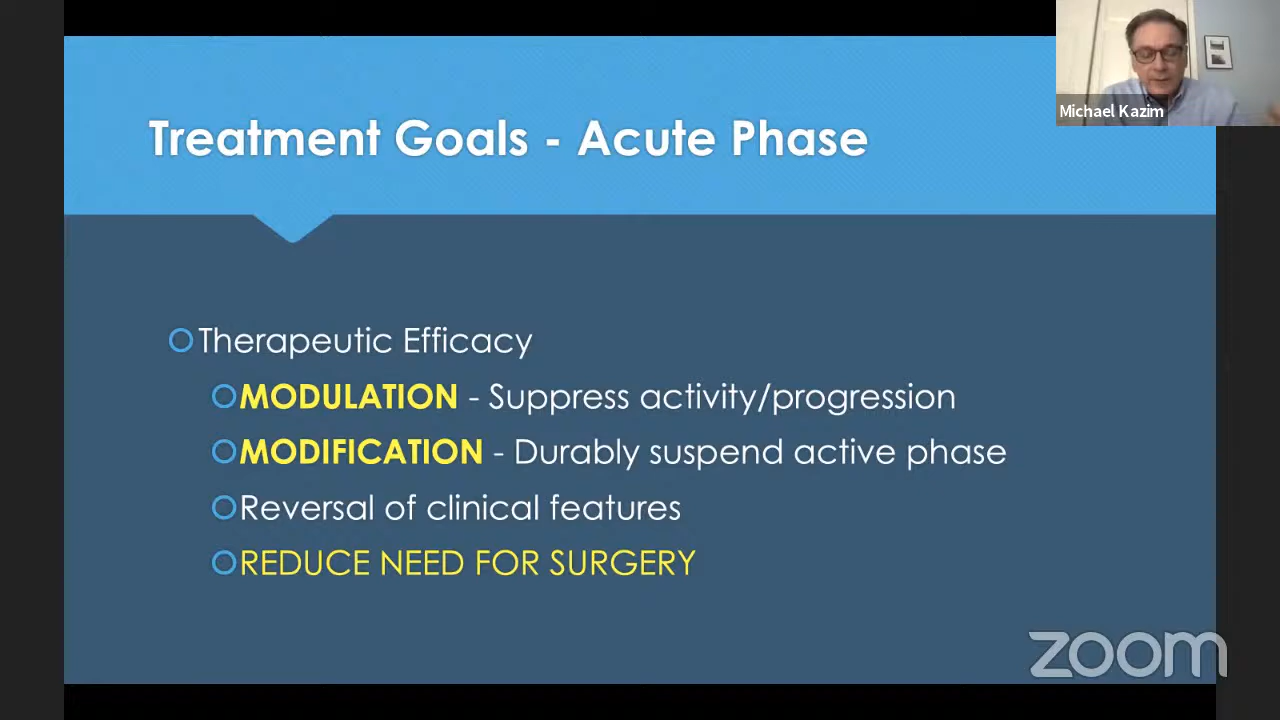 Michael Kazim
Treatment Goals - Acute Phase
Therapeutic Efficacy
MODULATION - Suppress activity/progression
MODIFICATION - Durably suspend active phase
Reversal of clinical features
REDUCE NEED FOR SURGERY
zoom